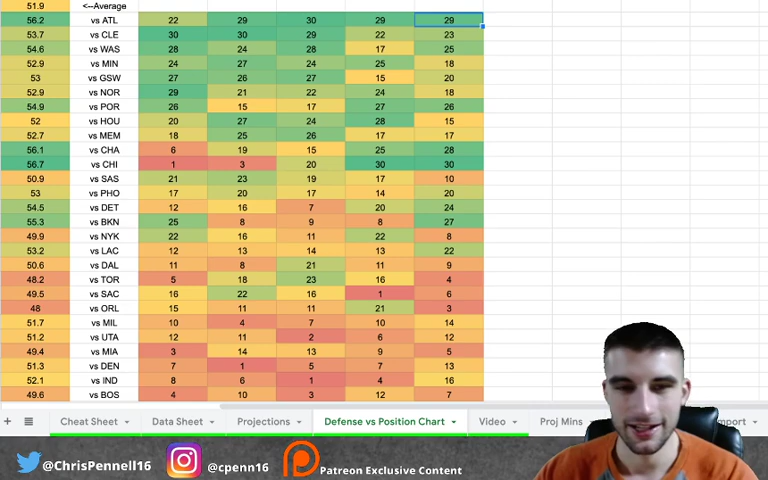 51.9 <--Average
56.2 vs ATL 22 29 30 29 29
53.7 vs CLE 30 30 29 22 23
54.6 vs WAS 28 24 28 17 25
52.9 vs MIN 24 27 24 25 18
53 vs GSW 27 26 27 15 20
52.9 vs NOR 29 21 22 24 18
54.9 vs POR 26 15 17 27 26
52 vs HOU 20 27 24 28 15
52.7 vs MEM 18 25 26 17 17
56.1 vs CHA 6 19 15 25 28
56.7 vs CHI 1 3 20 30 30
50.9 vs SAS 21 23 19 17 10
53 vs PHO 17 20 17 14 20
54.5 vs DET 12 16 7 20 24
55.3 vs BKN 25 8 9 8 27
49.9 vs NYK 22 16 11 22 8
53.2 vs LAC 12 13 14 13 22
50.6 vs DAL 11 8 21 11 9
48.2 vs TOR 5 18 23 16 4
49.5 vs SAC 16 22 16 1 6
48 vs ORL 15 11 11 21 3
51.7 vs MIL 10 4 7 10 14
51.2 vs UTA 12 11 2 6 12
49.4 vs MIA 3 14 13 9 5
51.3 vs DEN 7 1 5 7 13
52.1 vs IND 8 6 1 4 16
49.6 vs BOS 4 10 3 12 7
+ Cheat Sheet Data Sheet Projections Defense vs Position Chart Video Proj Mins
@ChrisPennell16 @cpenn16 Patreon Exclusive Content